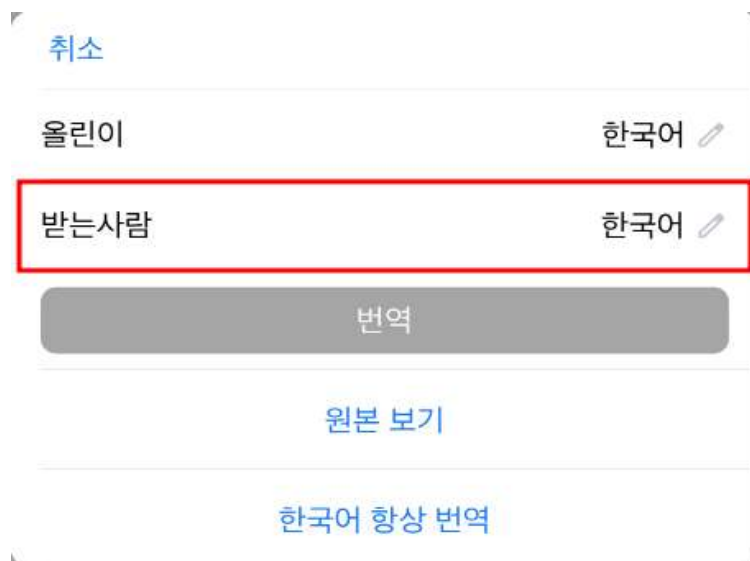 취소
올린이 한국어
받는사람 한국어
번역
원본 보기
한국어 항상 번역